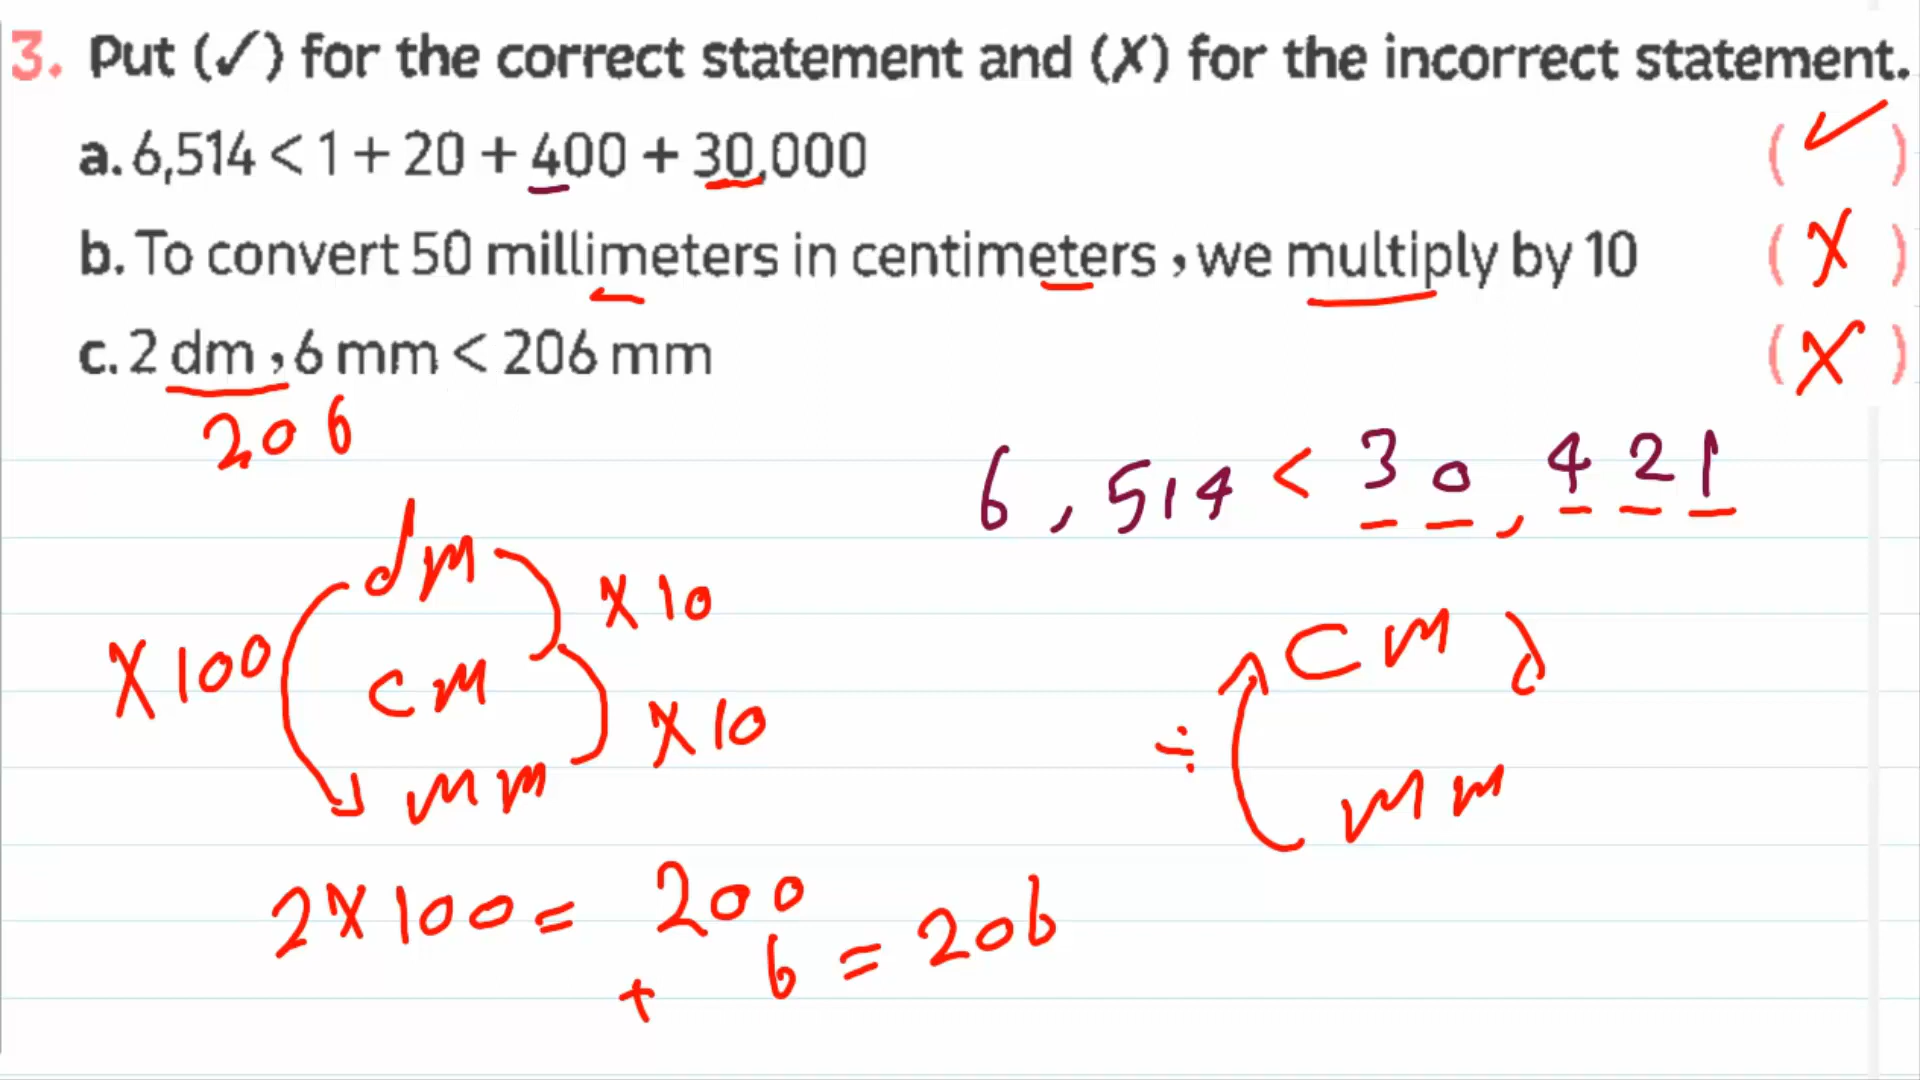 3. Put (✓) for the correct statement and (X) for the incorrect statement.
a. 6,514 < 1 + 20 + 400 + 30,000 (✓)
b. To convert 50 millimeters in centimeters , we multiply by 10 (X)
c. 2 dm , 6 mm < 206 mm (X)
206
6,514 < 30,421
dm
X 10
X 100
cm
X 10
mm
cm
÷
mm
2 X 100 = 200
+ 6 = 206